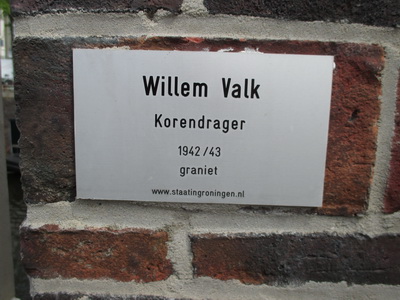 Willem Valk
Korendrager
1942/43
graniet
www.staatingroningen.nl